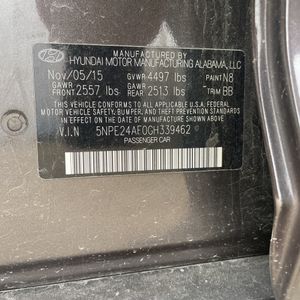 MANUFACTURED BY
HYUNDAI MOTOR MANUFACTURING ALABAMA, LLC
Nov/05/15 GVWR 4497 lbs PAINT N8
GAWR FRONT 2557 lbs GAWR REAR 2513 lbs TRIM BB
THIS VEHICLE CONFORMS TO ALL APPLICABLE U.S. FEDERAL
MOTOR VEHICLE SAFETY, BUMPER, AND THEFT PREVENTION
STANDARDS IN EFFECT ON THE DATE OF MANUFACTURE SHOWN ABOVE.
V.I.N 5NPE24AF0GH339462
PASSENGER CAR